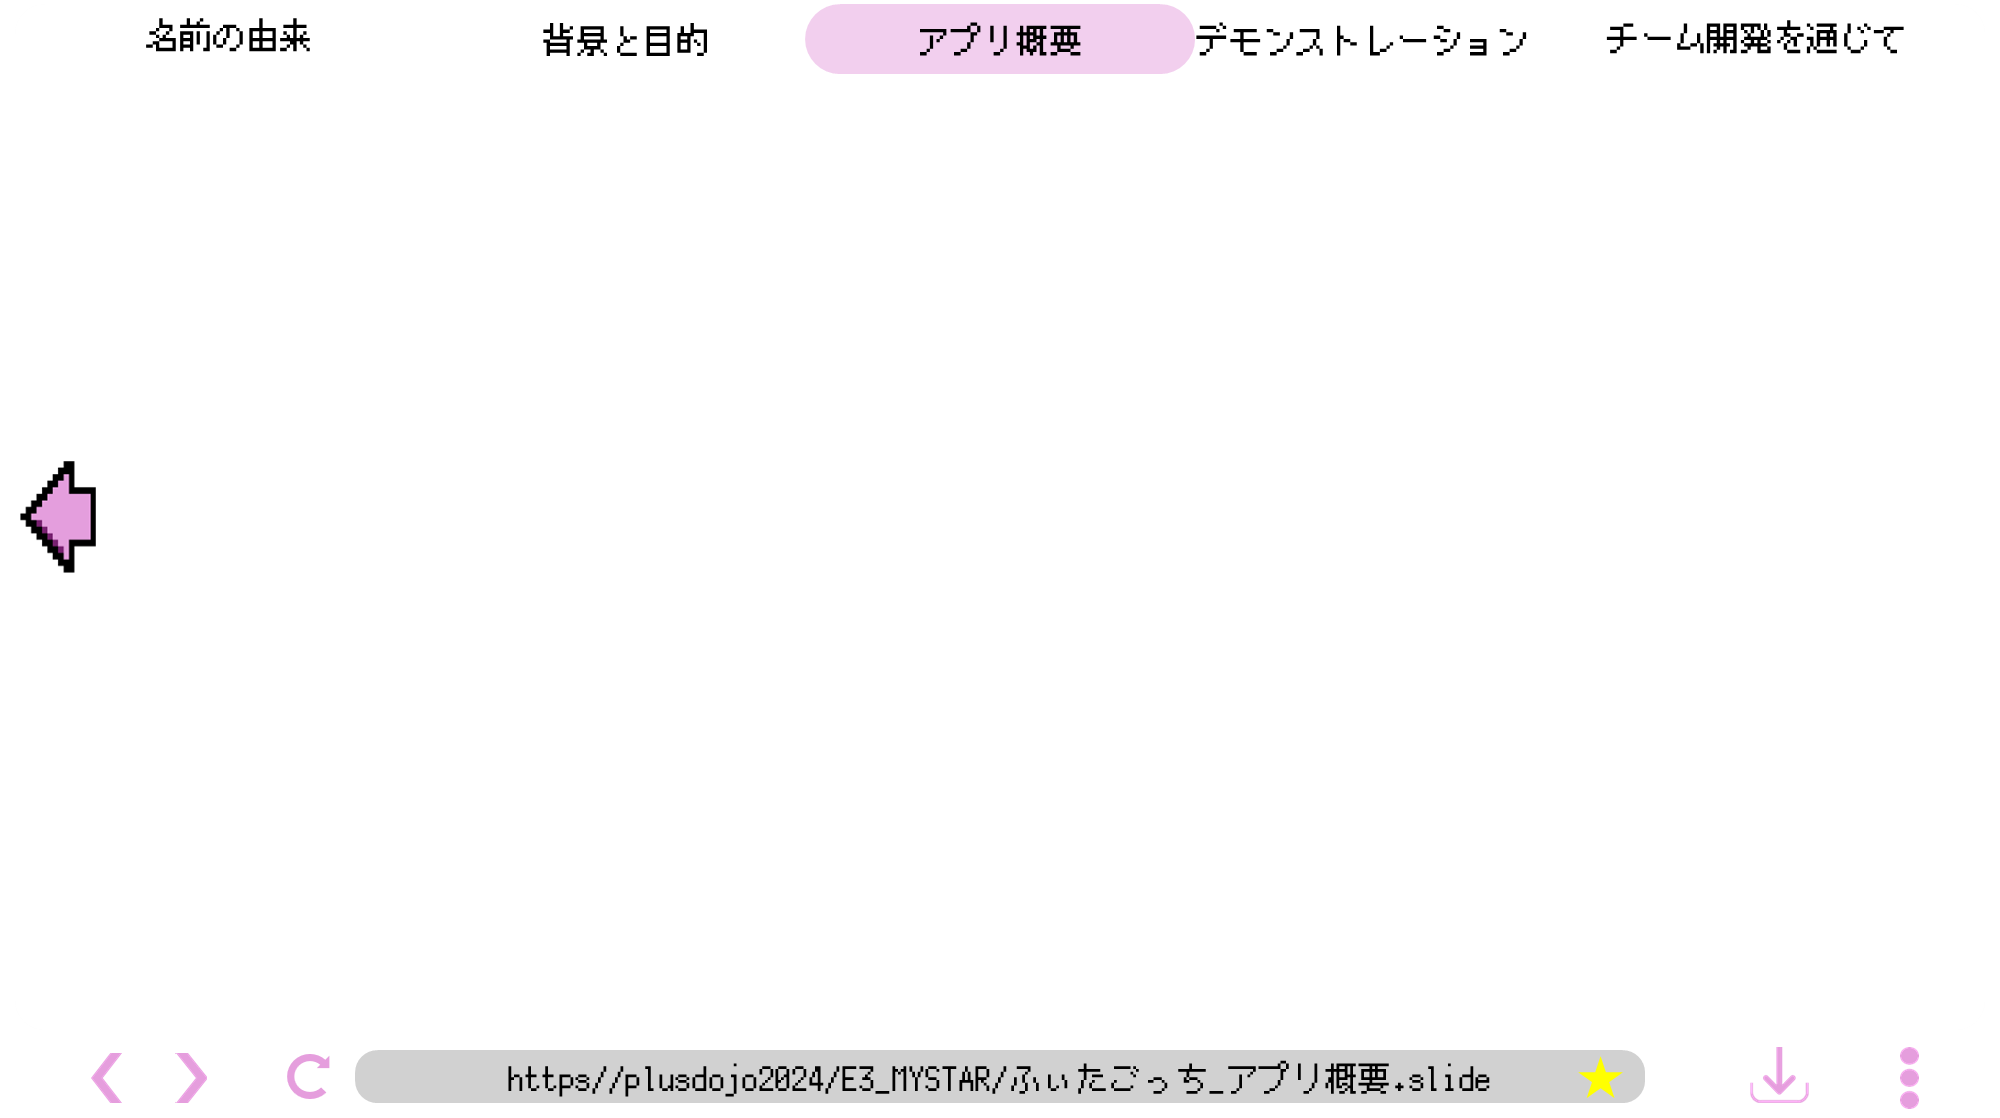 名前の由来
背景と目的
アプリ概要
デモンストレーション
チーム開発を通じて
https//plusdojo2024/E3_MYSTAR/ふぃたごっち_アプリ概要.slide